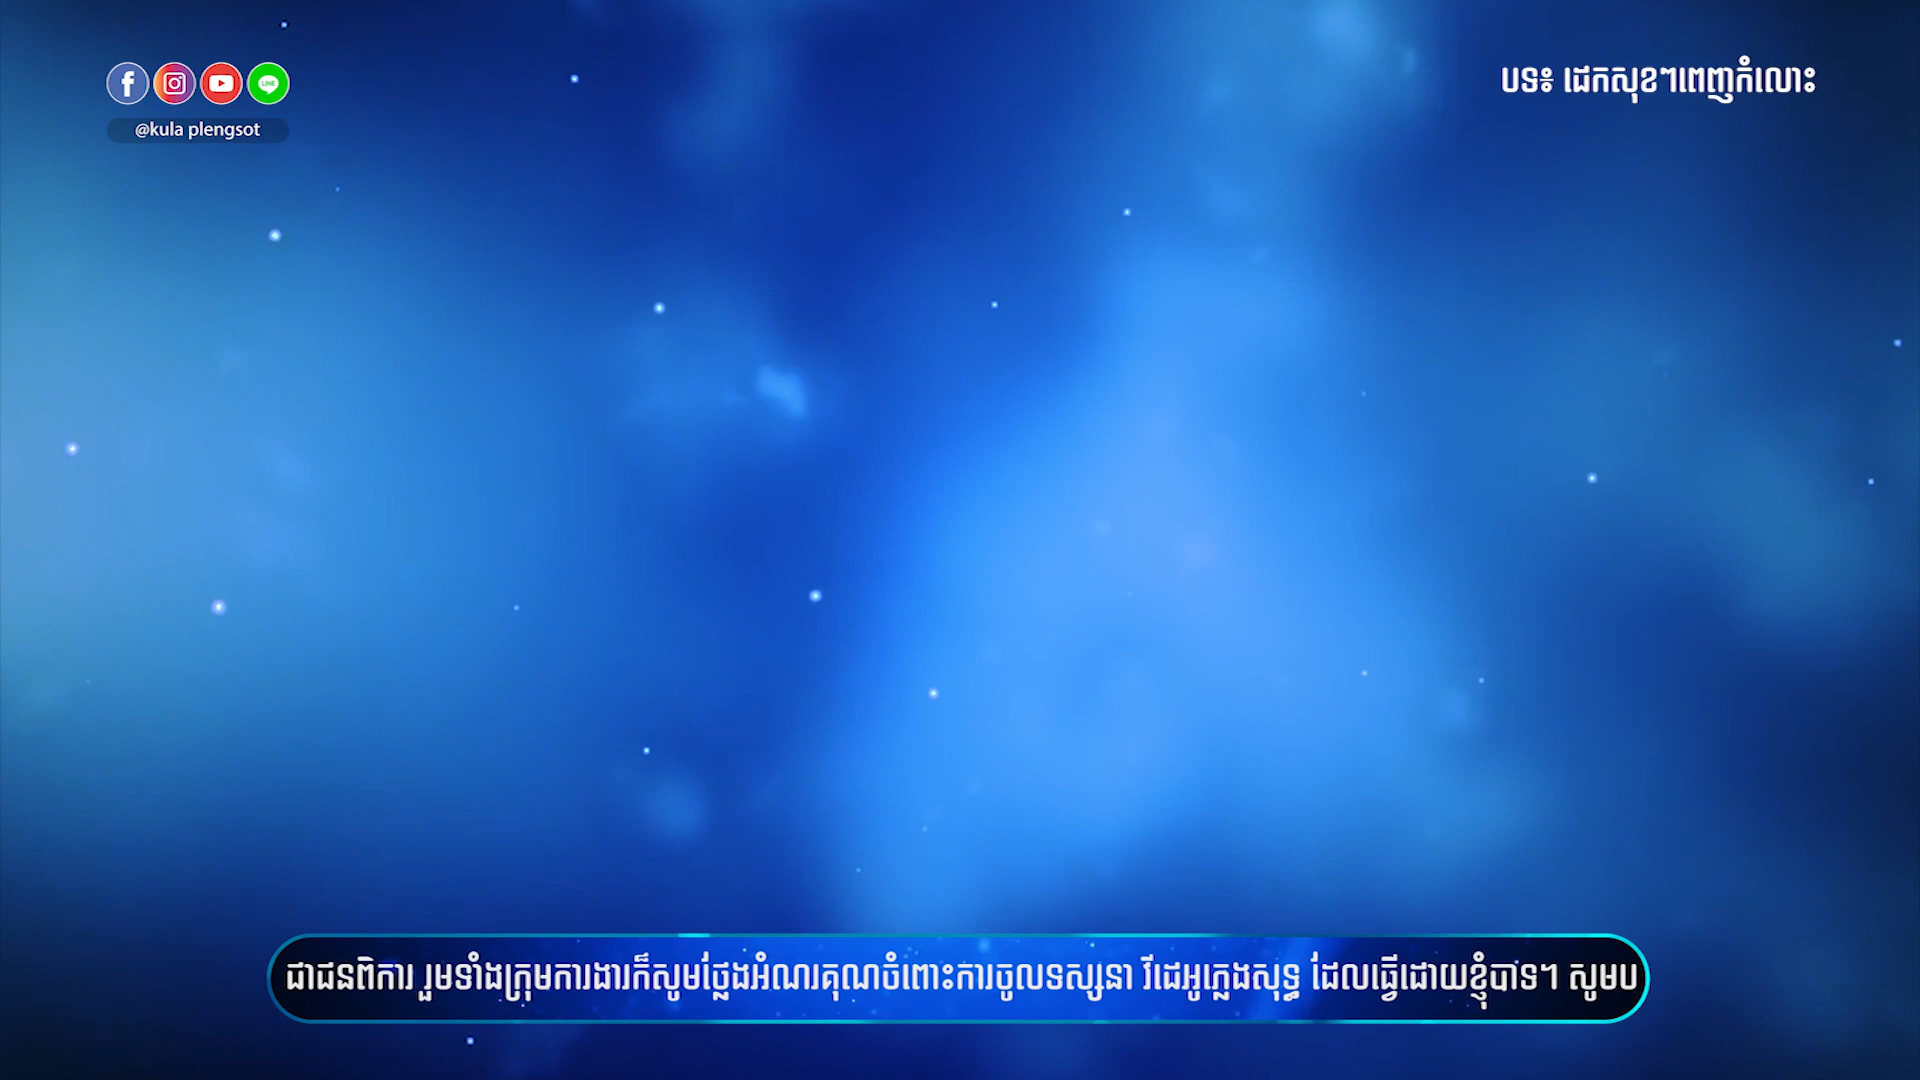 @kula plengsot
បទ៖ ដេកសុខៗពេញកំលោះ
ជាជនពិការ រួមទាំងក្រុមការងារក៏សូមថ្លែងអំណរគុណចំពោះការចូលទស្សនា វីដេអូភ្លេងសុទ្ធ ដែលធ្វើដោយខ្ញុំបាទ។ សូមប